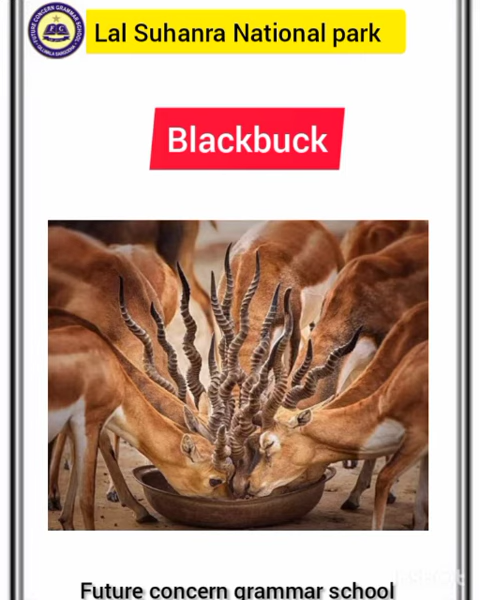 Lal Suhanra National park
Blackbuck
Future concern grammar school